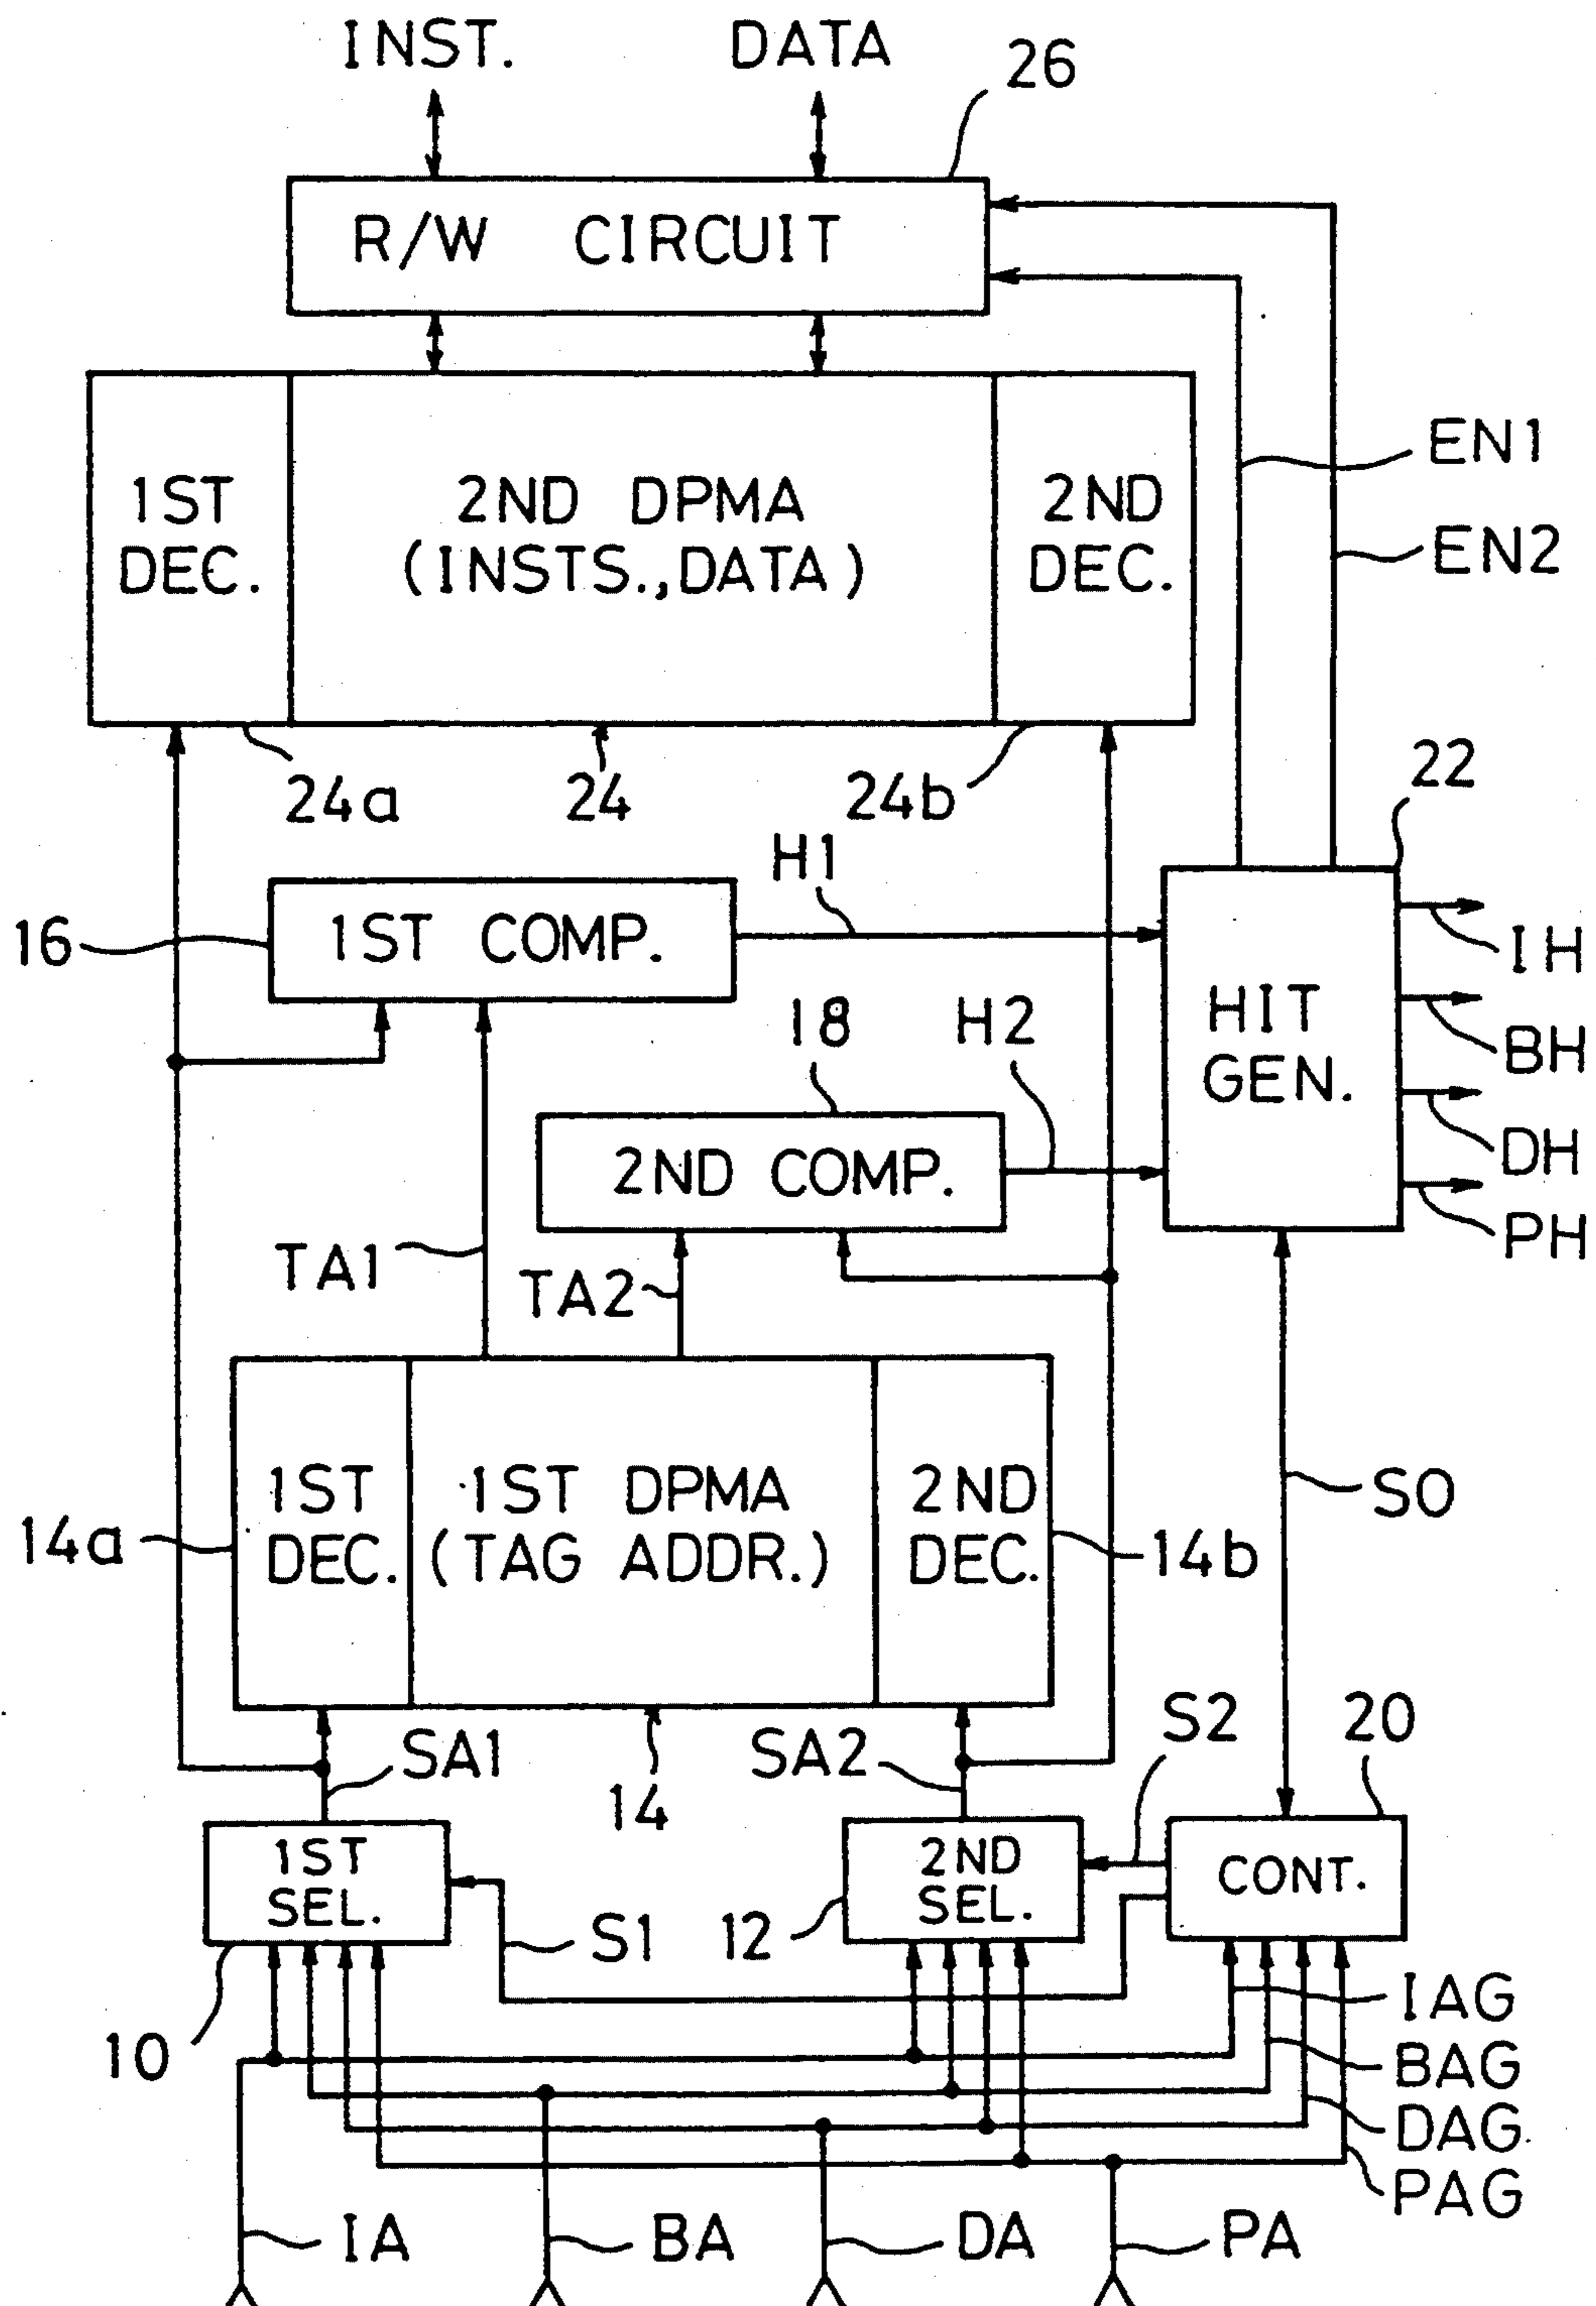 INST.
DATA
26
R/W CIRCUIT
EN1
EN2
1ST
DEC.
2ND DPMA
(INSTS.,DATA)
2ND
DEC.
24a
24
24b
22
H1
16
1ST COMP.
IH
BH
DH
PH
HIT
GEN.
18
H2
2ND COMP.
TA1
TA2
14a
1ST
DEC.
1ST DPMA
(TAG ADDR.)
2ND
DEC.
14b
SO
SA1
14
SA2
S2
20
1ST
SEL.
S1
12
2ND
SEL.
CONT.
10
IAG
BAG
DAG
PAG
IA
BA
DA
PA